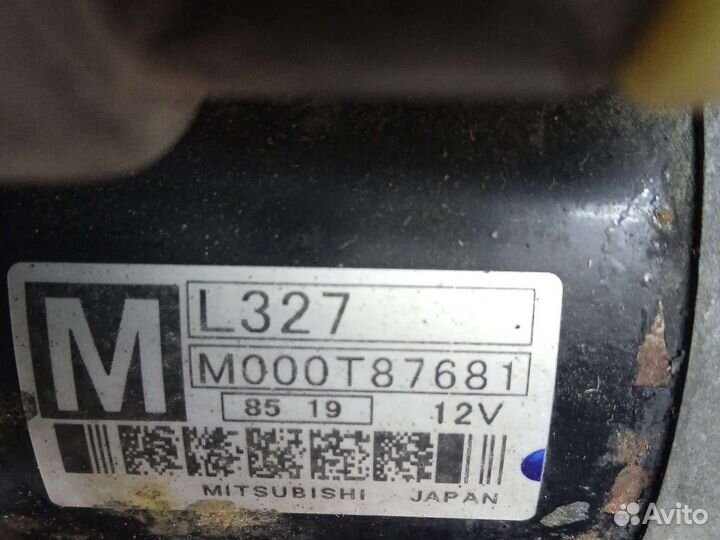 M
L327
M000T87681
85 19
12V
MITSUBISHI JAPAN
Avito